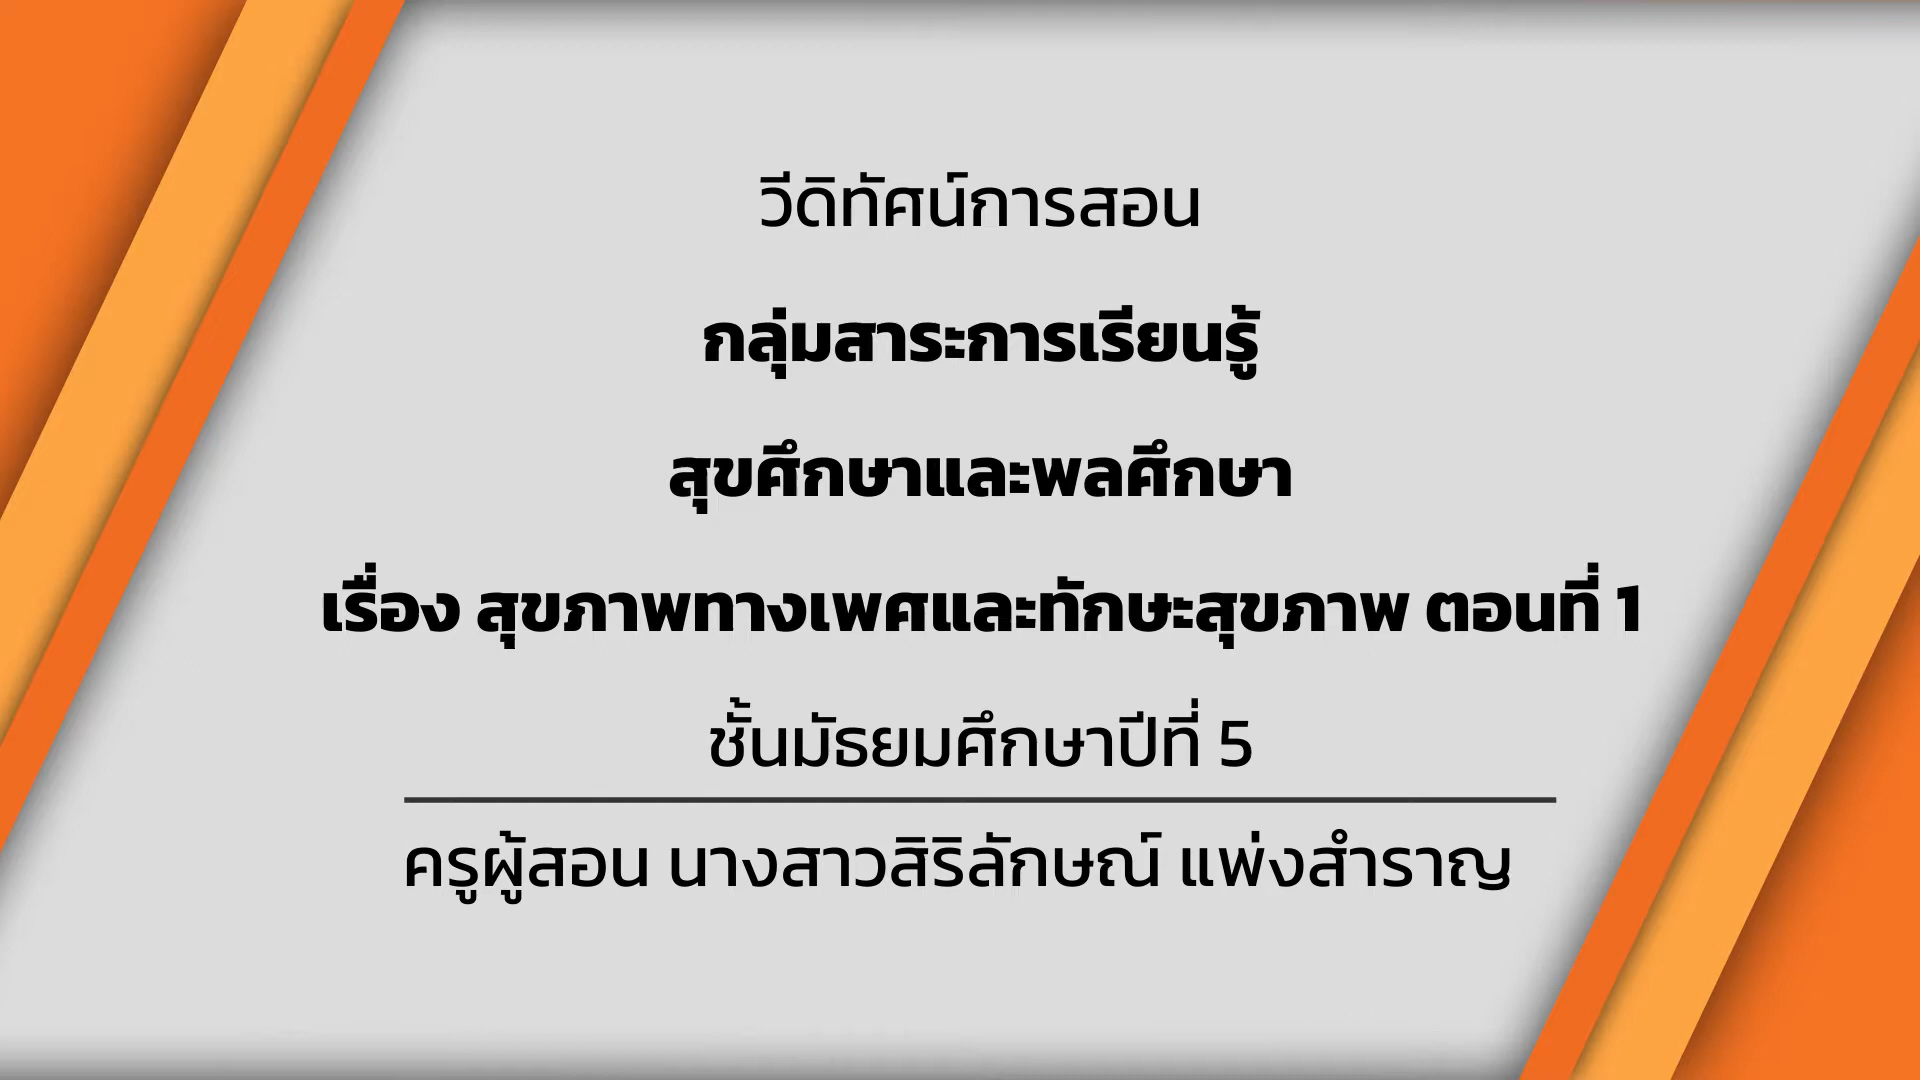 วีดิทัศน์การสอน
กลุ่มสาระการเรียนรู้
สุขศึกษาและพลศึกษา
เรื่อง สุขภาพทางเพศและทักษะสุขภาพ ตอนที่ 1
ชั้นมัธยมศึกษาปีที่ 5
ครูผู้สอน นางสาวสิริลักษณ์ แพ่งสำราญ